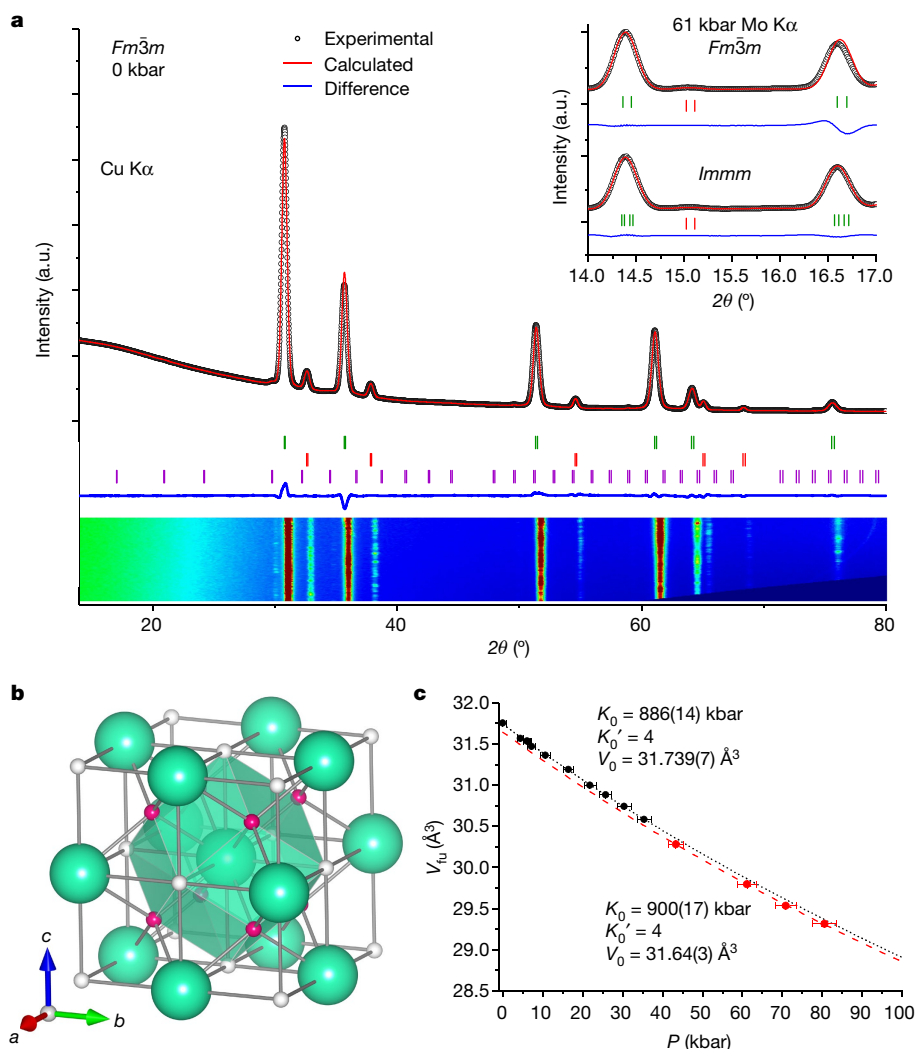 a
Fm3̄m
0 kbar
Experimental
Calculated
Difference
Cu Kα
Intensity (a.u.)
61 kbar Mo Kα
Fm3̄m
Immm
Intensity (a.u.)
14.0 14.5 15.0 15.5 16.0 16.5 17.0
2θ (º)
20 40 60 80
2θ (º)
b
c
b
a
c
32.0
31.5
31.0
30.5
30.0
29.5
29.0
28.5
V_fu (Å³)
K₀ = 886(14) kbar
K₀′ = 4
V₀ = 31.739(7) Å³
K₀ = 900(17) kbar
K₀′ = 4
V₀ = 31.64(3) Å³
0 10 20 30 40 50 60 70 80 90 100
P (kbar)